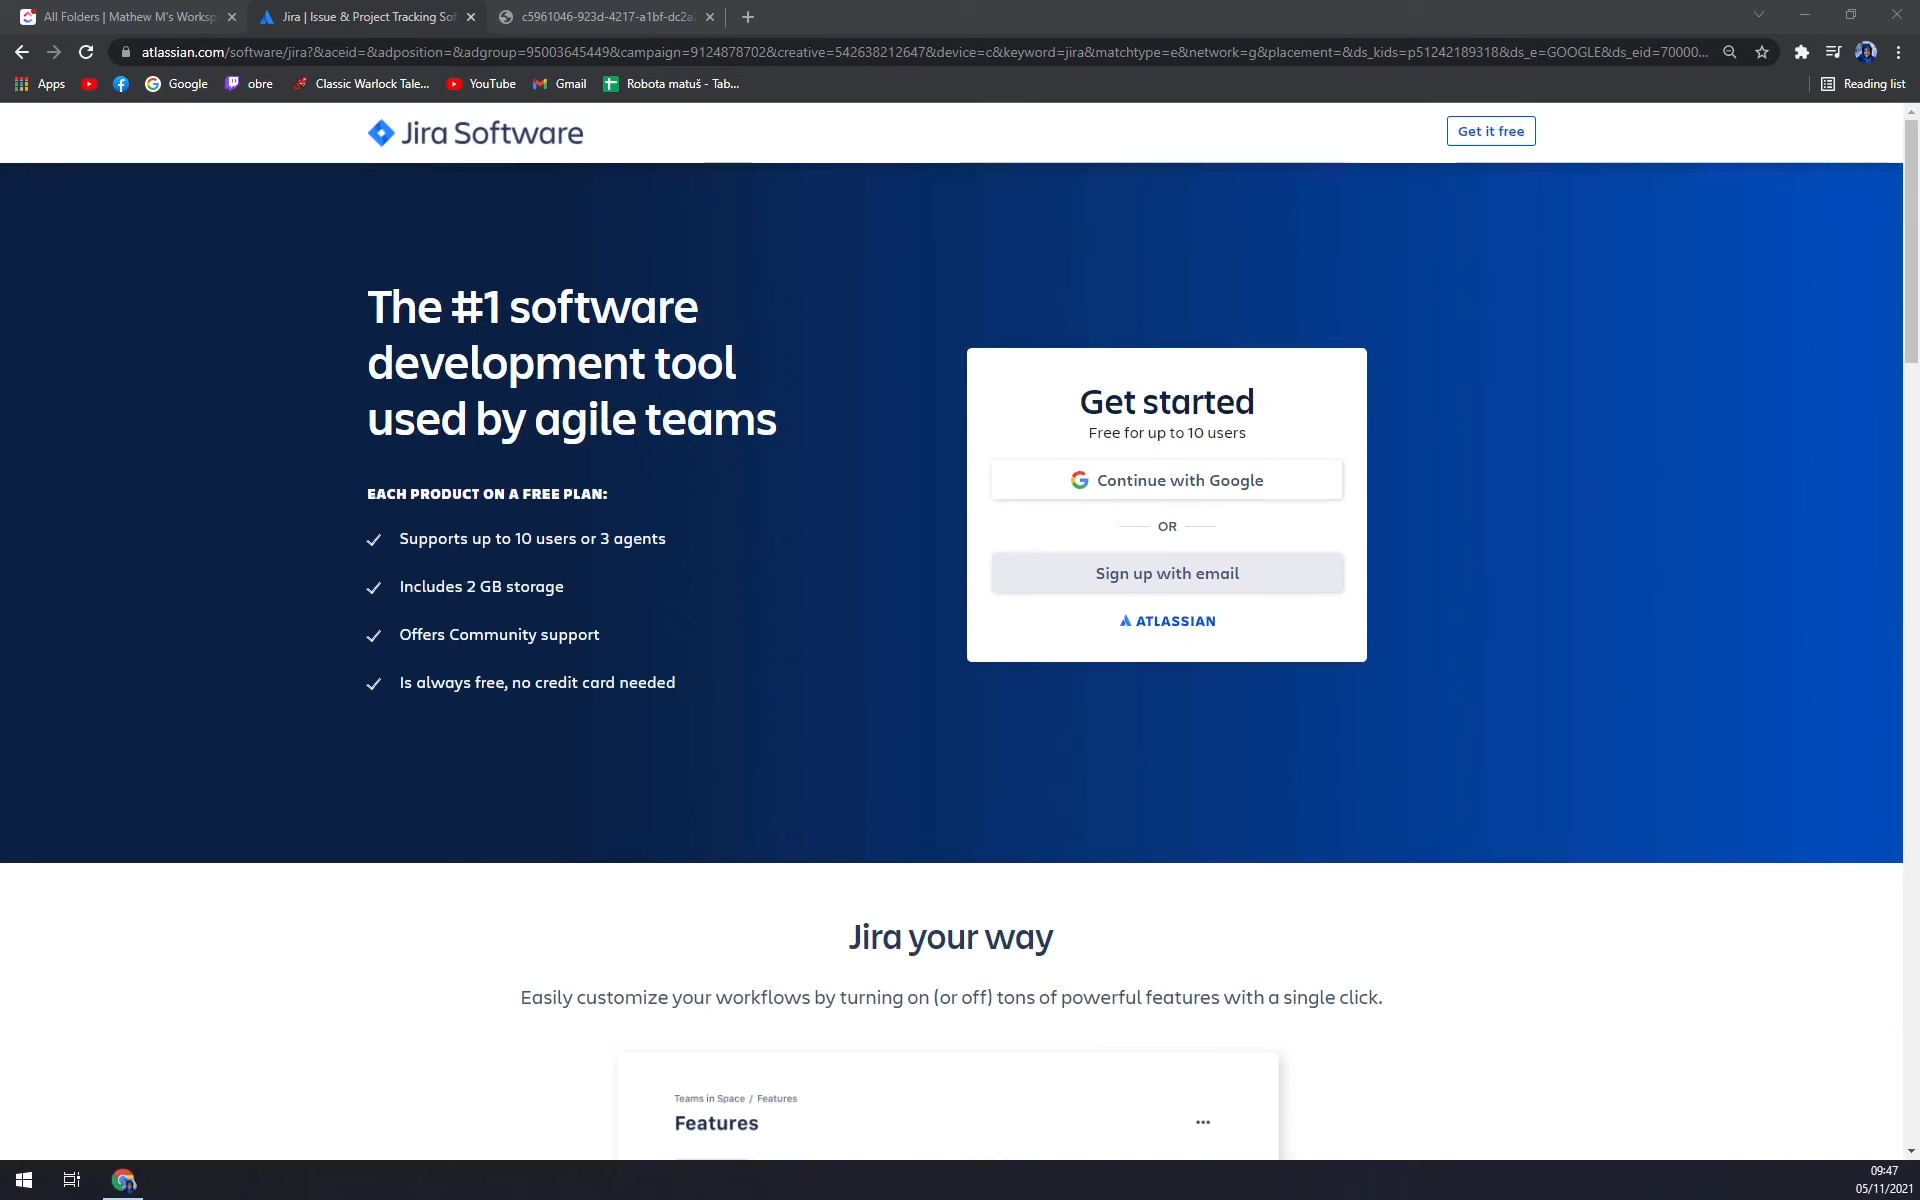 All Folders | Mathew M's Worksp
Jira | Issue & Project Tracking Sof
c5961046-923d-4217-a1bf-dc2a
atlassian.com/software/jira?&aceid=&adposition=&adgroup=95003645449&campaign=9124878702&creative=542638212647&device=c&keyword=jira&matchtype=e&network=g&placement=&ds_kids=p51242189318&ds_e=GOOGLE&ds_eid=70000...
Apps
Google
obre
Classic Warlock Tale...
YouTube
Gmail
Robota matuš - Tab...
Reading list
Jira Software
Get it free
The #1 software
development tool
used by agile teams
EACH PRODUCT ON A FREE PLAN:
Supports up to 10 users or 3 agents
Includes 2 GB storage
Offers Community support
Is always free, no credit card needed
Get started
Free for up to 10 users
Continue with Google
OR
Sign up with email
ATLASSIAN
Jira your way
Easily customize your workflows by turning on (or off) tons of powerful features with a single click.
Teams in Space / Features
Features
09:47
05/11/2021